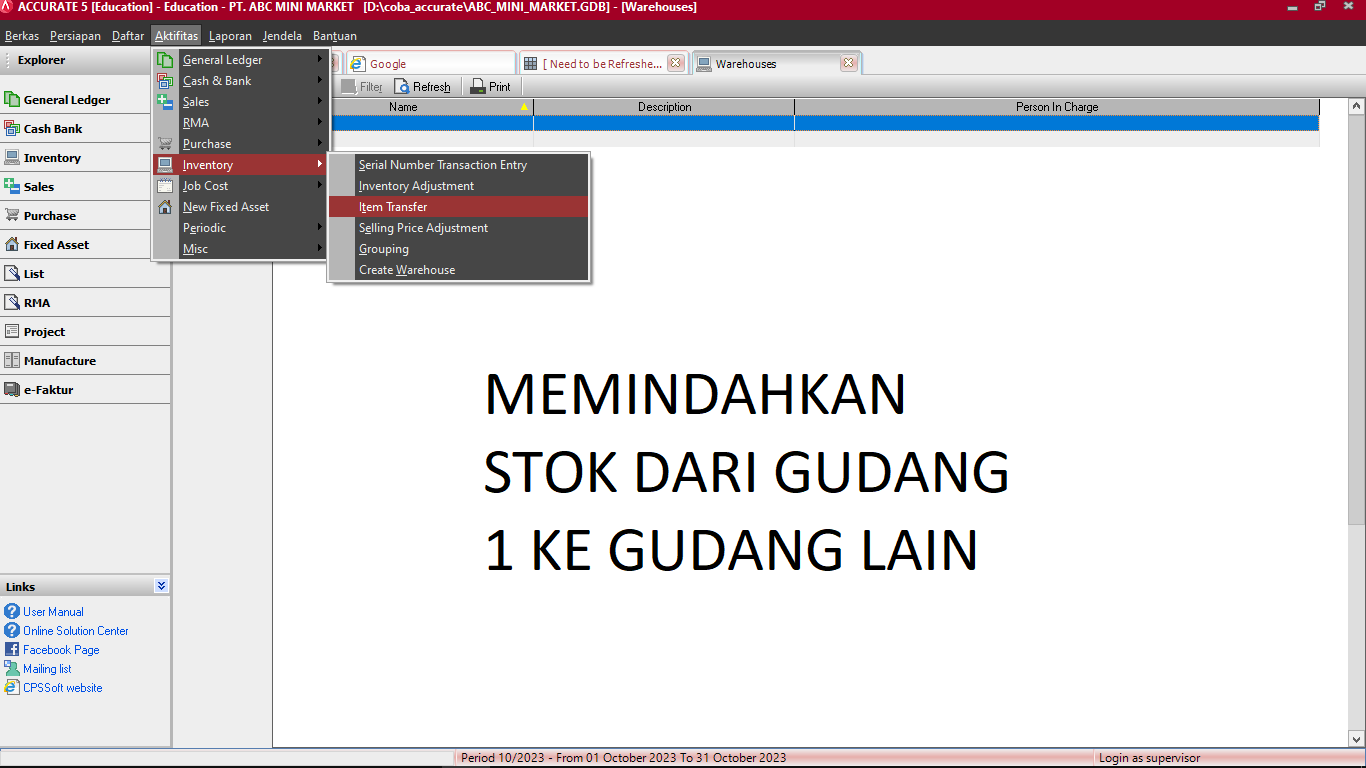 ACCURATE 5 [Education] - Education - PT. ABC MINI MARKET [D:\coba_accurate\ABC_MINI_MARKET.GDB] - [Warehouses]
Berkas Persiapan Daftar Aktifitas Laporan Jendela Bantuan
Explorer
General Ledger
Cash Bank
Inventory
Sales
Purchase
Fixed Asset
List
RMA
Project
Manufacture
e-Faktur
General Ledger
Cash & Bank
Sales
RMA
Purchase
Inventory
Job Cost
New Fixed Asset
Periodic
Misc
Serial Number Transaction Entry
Inventory Adjustment
Item Transfer
Selling Price Adjustment
Grouping
Create Warehouse
Google
[ Need to be Refreshe...
Warehouses
Filter Refresh Print
Name Description Person In Charge
MEMINDAHKAN
STOK DARI GUDANG
1 KE GUDANG LAIN
Links
User Manual
Online Solution Center
Facebook Page
Mailing list
CPSSoft website
Period 10/2023 - From 01 October 2023 To 31 October 2023
Login as supervisor